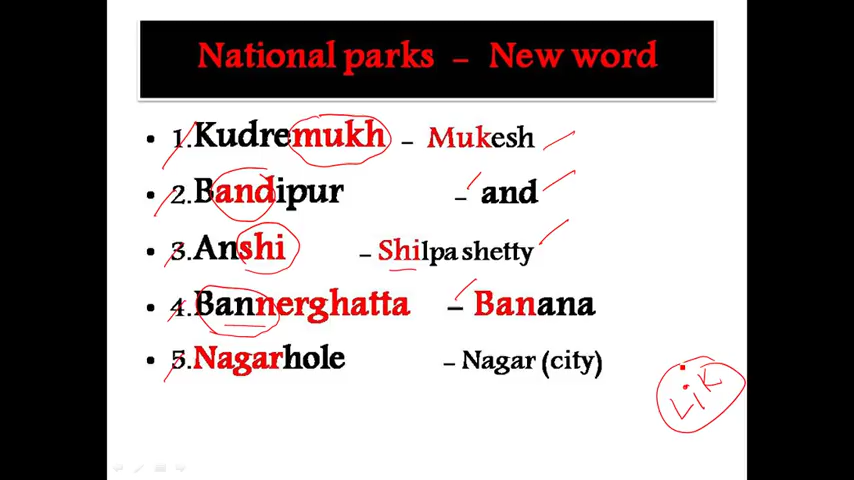 National parks – New word
• 1.Kudremukh – Mukesh
• 2.Bandipur – and
• 3.Anshi – Shilpa shetty
• 4.Bannerghatta – Banana
• 5.Nagarhole – Nagar (city)
LiK